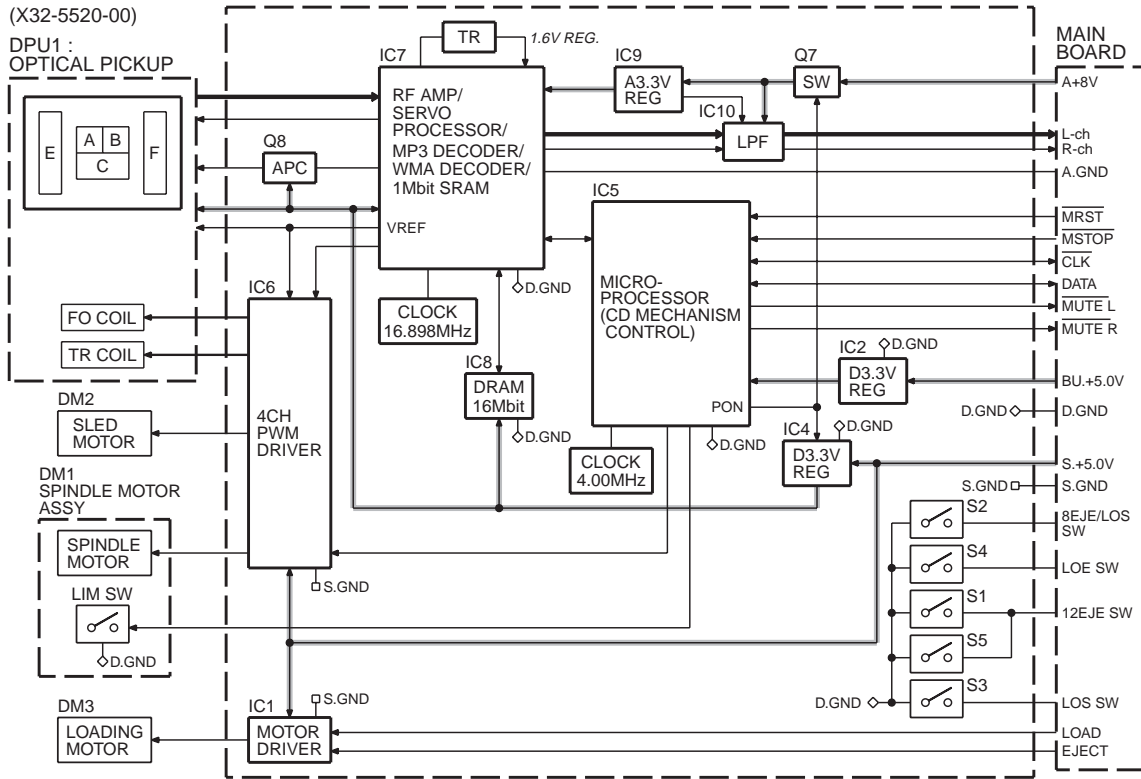 (X32-5520-00)
DPU1 :
OPTICAL PICKUP
E
A
B
C
F
FO COIL
TR COIL
DM2
SLED
MOTOR
DM1
SPINDLE MOTOR
ASSY
SPINDLE
MOTOR
LIM SW
D.GND
DM3
LOADING
MOTOR
TR
1.6V REG.
IC7
RF AMP/
SERVO
PROCESSOR/
MP3 DECODER/
WMA DECODER/
1Mbit SRAM
VREF
Q8
APC
IC6
4CH
PWM
DRIVER
S.GND
CLOCK
16.898MHz
D.GND
IC8
DRAM
16Mbit
D.GND
IC9
A3.3V
REG
Q7
SW
IC10
LPF
IC5
MICRO-
PROCESSOR
(CD MECHANISM
CONTROL)
PON
CLOCK
4.00MHz
D.GND
IC2
D.GND
D3.3V
REG
D.GND
IC4
D.GND
D3.3V
REG
S.GND
S2
S4
S1
S5
S3
D.GND
IC1
S.GND
MOTOR
DRIVER
MAIN
BOARD
A+8V
L-ch
R-ch
A.GND
MRST
MSTOP
CLK
DATA
MUTE L
MUTE R
BU.+5.0V
D.GND
S.+5.0V
S.GND
8EJE/LOS
SW
LOE SW
12EJE SW
LOS SW
LOAD
EJECT